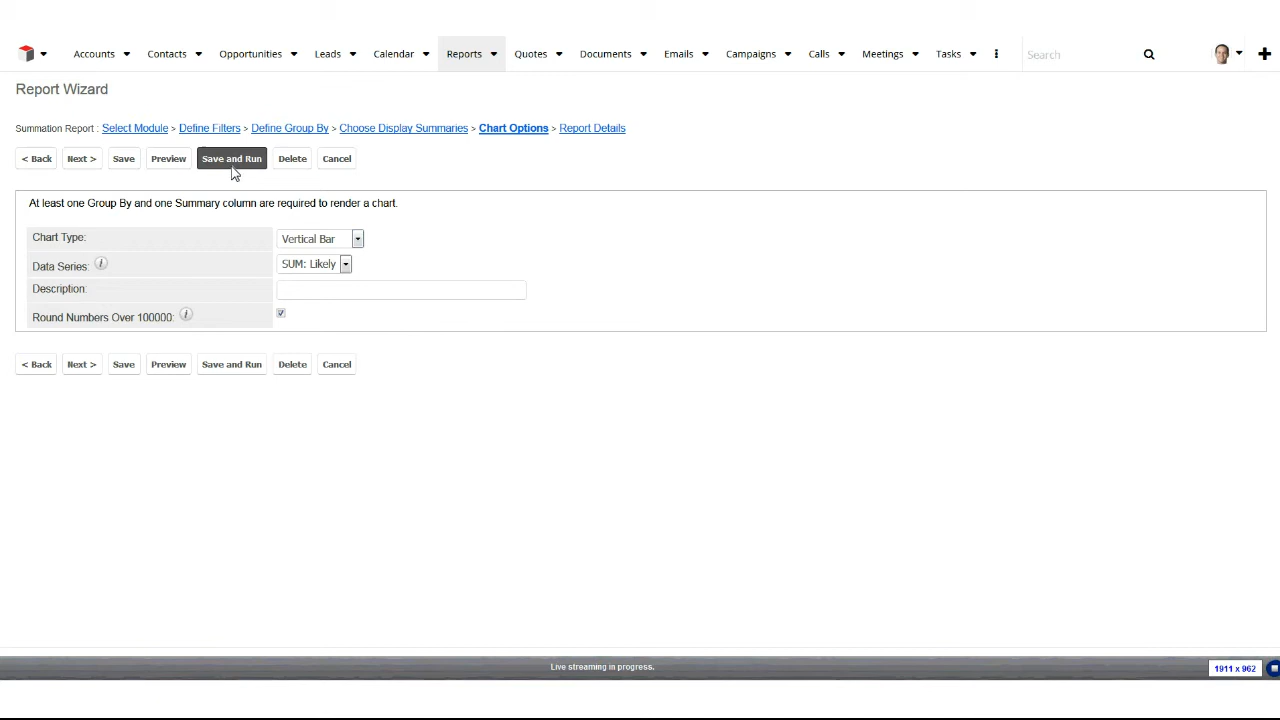 Accounts Contacts Opportunities Leads Calendar Reports Quotes Documents Emails Campaigns Calls Meetings Tasks Search
Report Wizard
Summation Report : Select Module > Define Filters > Define Group By > Choose Display Summaries > Chart Options > Report Details
< Back Next > Save Preview Save and Run Delete Cancel
At least one Group By and one Summary column are required to render a chart.
Chart Type: Vertical Bar
Data Series: i SUM: Likely
Description:
Round Numbers Over 100000: i
< Back Next > Save Preview Save and Run Delete Cancel
Live streaming in progress. 1911 x 962